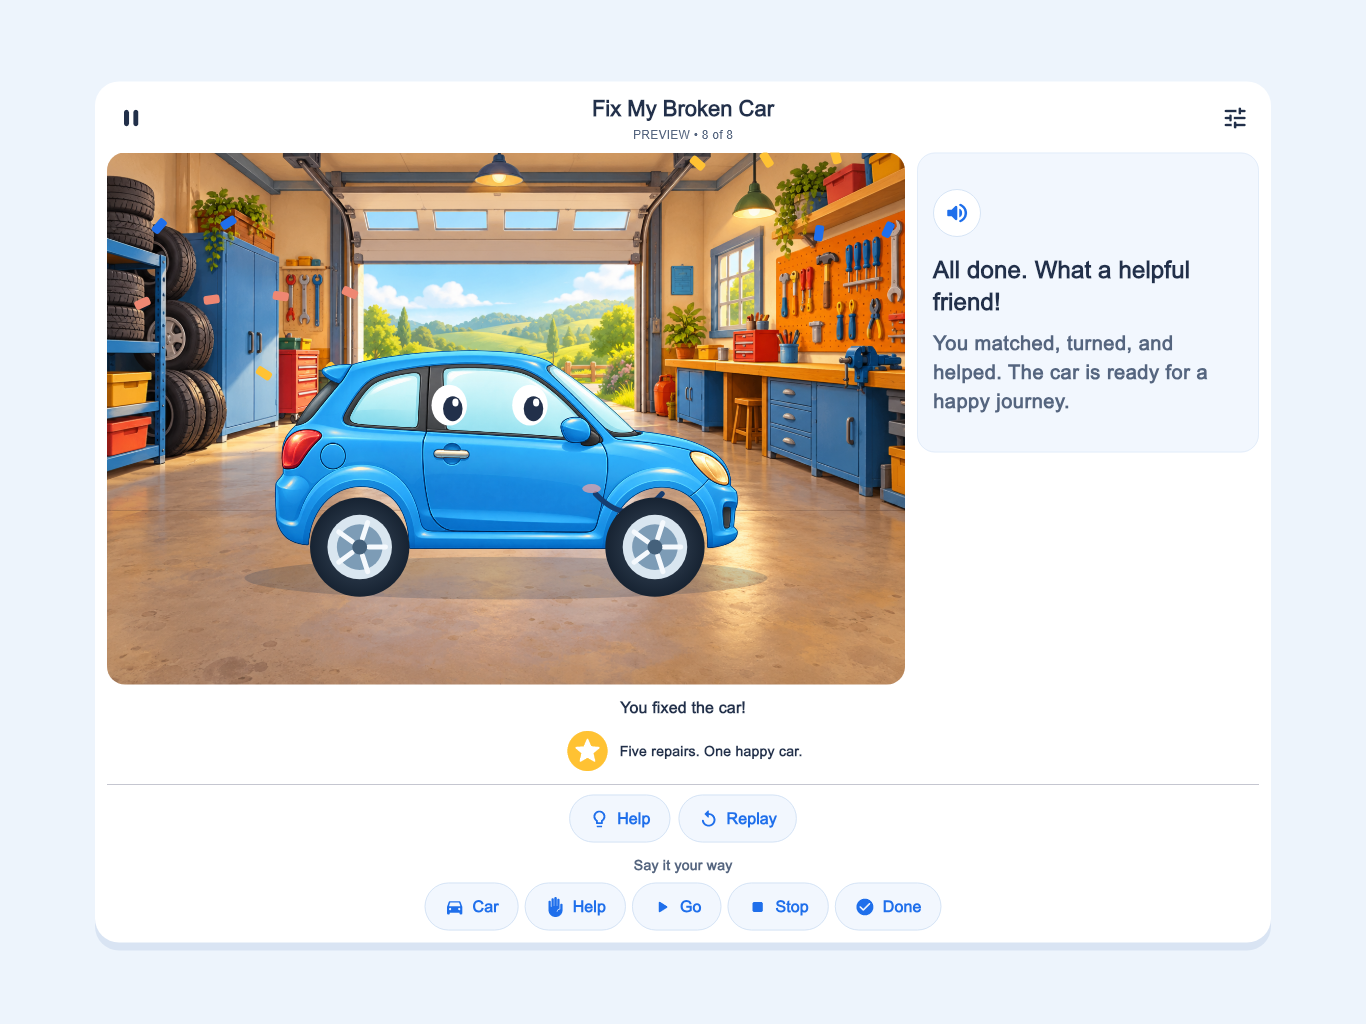 Fix My Broken Car
PREVIEW • 8 of 8
All done. What a helpful
friend!
You matched, turned, and
helped. The car is ready for a
happy journey.
You fixed the car!
Five repairs. One happy car.
Help
Replay
Say it your way
Car
Help
Go
Stop
Done